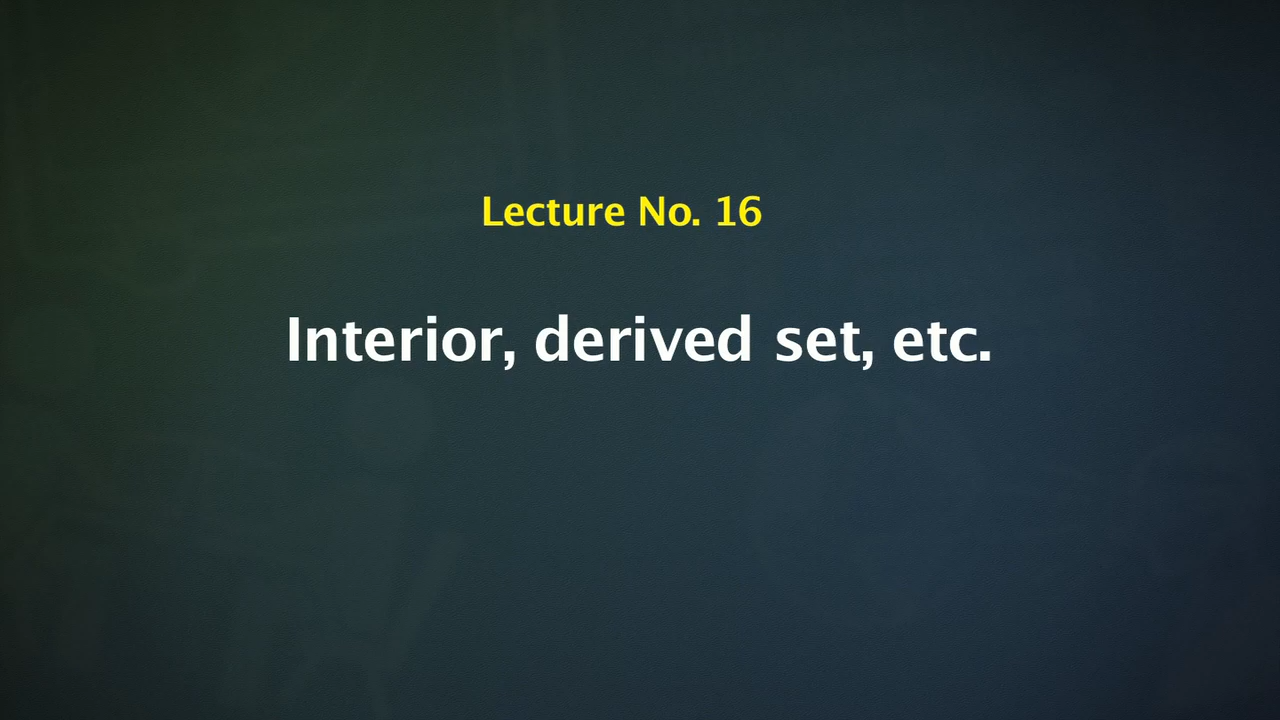 Lecture No. 16
Interior, derived set, etc.